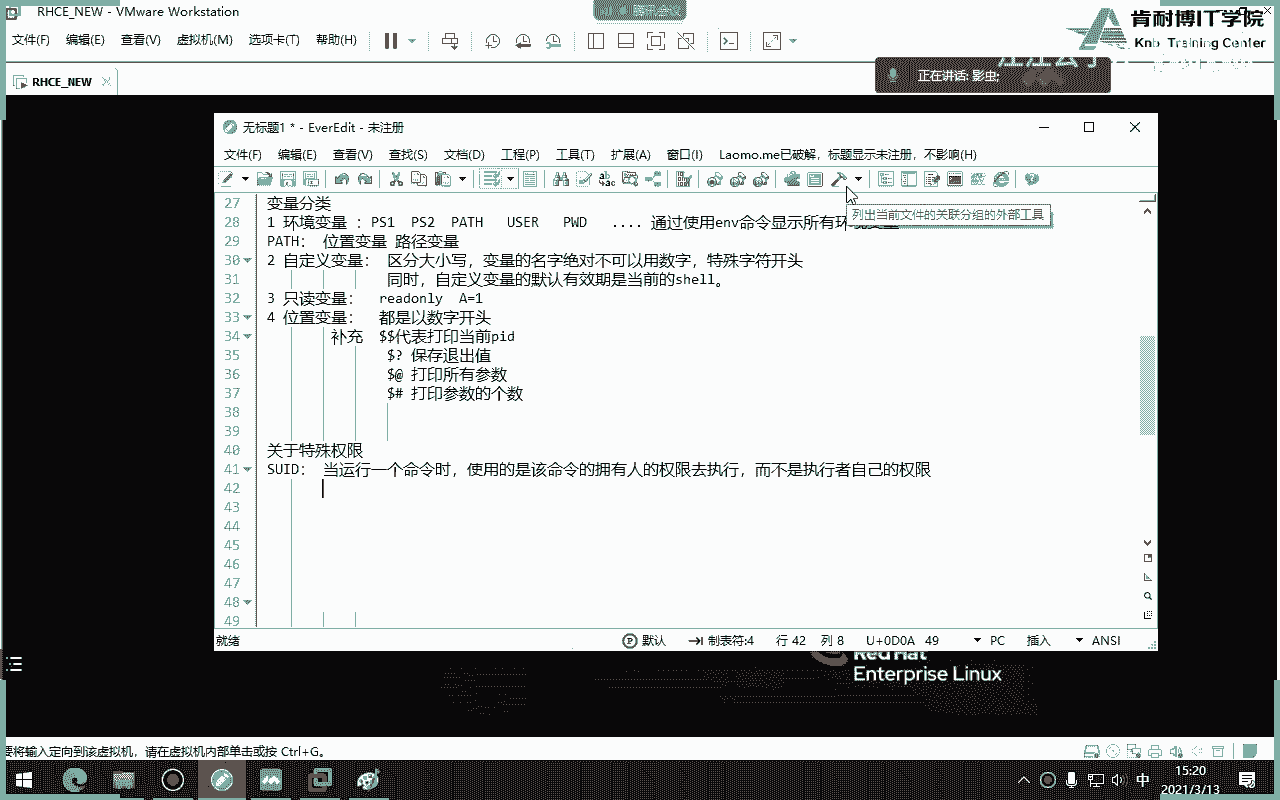 RHCE_NEW - VMware Workstation
肯耐博IT学院
Knb Training Center
文件(F) 编辑(E) 查看(V) 虚拟机(M) 选项卡(T) 帮助(H)
RHCE_NEW
正在讲话: 影虫;
无标题1 * - EverEdit - 未注册
文件(F) 编辑(E) 查看(V) 查找(S) 文档(D) 工程(P) 工具(T) 扩展(A) 窗口(I) Laomo.me已破解，标题显示未注册，不影响(H)
列出当前文件的关联分组的外部工具
27 变量分类
28 1 环境变量 : PS1 PS2 PATH USER PWD .... 通过使用env命令显示所有环境变量
29 PATH: 位置变量 路径变量
30 2 自定义变量: 区分大小写，变量的名字绝对不可以用数字，特殊字符开头
31 同时，自定义变量的默认有效期是当前的shell。
32 3 只读变量: readonly A=1
33 4 位置变量: 都是以数字开头
34 补充 $$代表打印当前pid
35 $? 保存退出值
36 $@ 打印所有参数
37 $# 打印参数的个数
38
39
40 关于特殊权限
41 SUID: 当运行一个命令时，使用的是该命令的拥有人的权限去执行，而不是执行者自己的权限
42
43
44
45
46
47
48
49
就绪 默认 制表符:4 行 42 列 8 U+0D0A 49 PC 插入 ANSI
Red Hat
Enterprise Linux
要将输入定向到该虚拟机，请在虚拟机内部单击或按 Ctrl+G。
中
15:20
2021/3/13